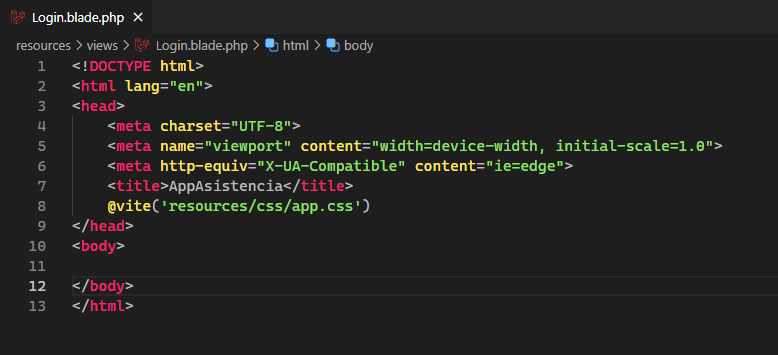 Login.blade.php ×
resources > views > Login.blade.php > html > body
1 <!DOCTYPE html>
2 <html lang="en">
3 <head>
4 <meta charset="UTF-8">
5 <meta name="viewport" content="width=device-width, initial-scale=1.0">
6 <meta http-equiv="X-UA-Compatible" content="ie=edge">
7 <title>AppAsistencia</title>
8 @vite('resources/css/app.css')
9 </head>
10 <body>
11
12 </body>
13 </html>